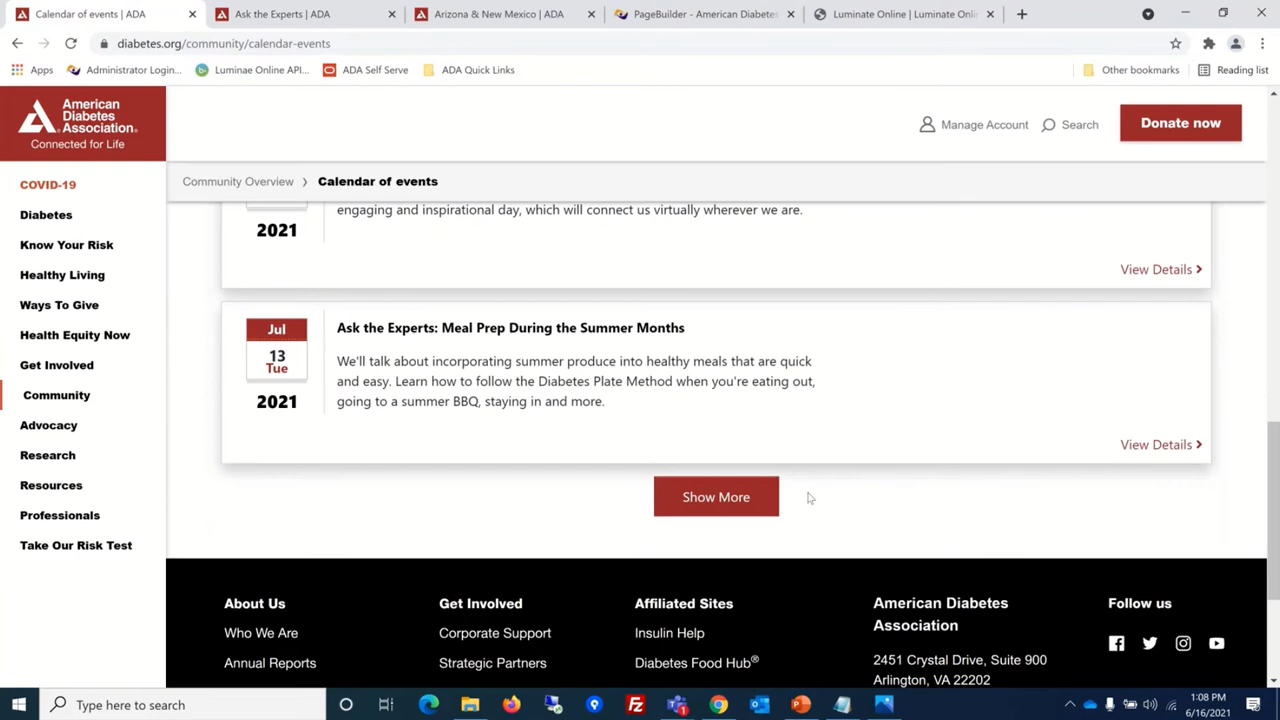 Calendar of events | ADA
Ask the Experts | ADA
Arizona & New Mexico | ADA
PageBuilder - American Diabetes
Luminate Online | Luminate Onlin
diabetes.org/community/calendar-events
Apps
Administrator Login...
Luminae Online API...
ADA Self Serve
ADA Quick Links
Other bookmarks
Reading list
American
Diabetes
Association®
Connected for Life
Manage Account
Search
Donate now
Community Overview
Calendar of events
COVID-19
Diabetes
Know Your Risk
Healthy Living
Ways To Give
Health Equity Now
Get Involved
Community
Advocacy
Research
Resources
Professionals
Take Our Risk Test
2021
engaging and inspirational day, which will connect us virtually wherever we are.
View Details
Jul
13
Tue
2021
Ask the Experts: Meal Prep During the Summer Months
We'll talk about incorporating summer produce into healthy meals that are quick
and easy. Learn how to follow the Diabetes Plate Method when you're eating out,
going to a summer BBQ, staying in and more.
View Details
Show More
About Us
Who We Are
Annual Reports
Get Involved
Corporate Support
Strategic Partners
Affiliated Sites
Insulin Help
Diabetes Food Hub®
American Diabetes
Association
2451 Crystal Drive, Suite 900
Arlington, VA 22202
Follow us
Type here to search
1:08 PM
6/16/2021